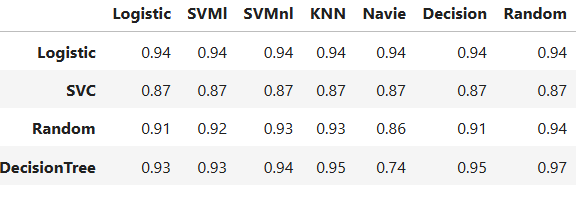 Logistic SVMl SVMnl KNN Navie Decision Random
Logistic 0.94 0.94 0.94 0.94 0.94 0.94 0.94
SVC 0.87 0.87 0.87 0.87 0.87 0.87 0.87
Random 0.91 0.92 0.93 0.93 0.86 0.91 0.94
DecisionTree 0.93 0.93 0.94 0.95 0.74 0.95 0.97